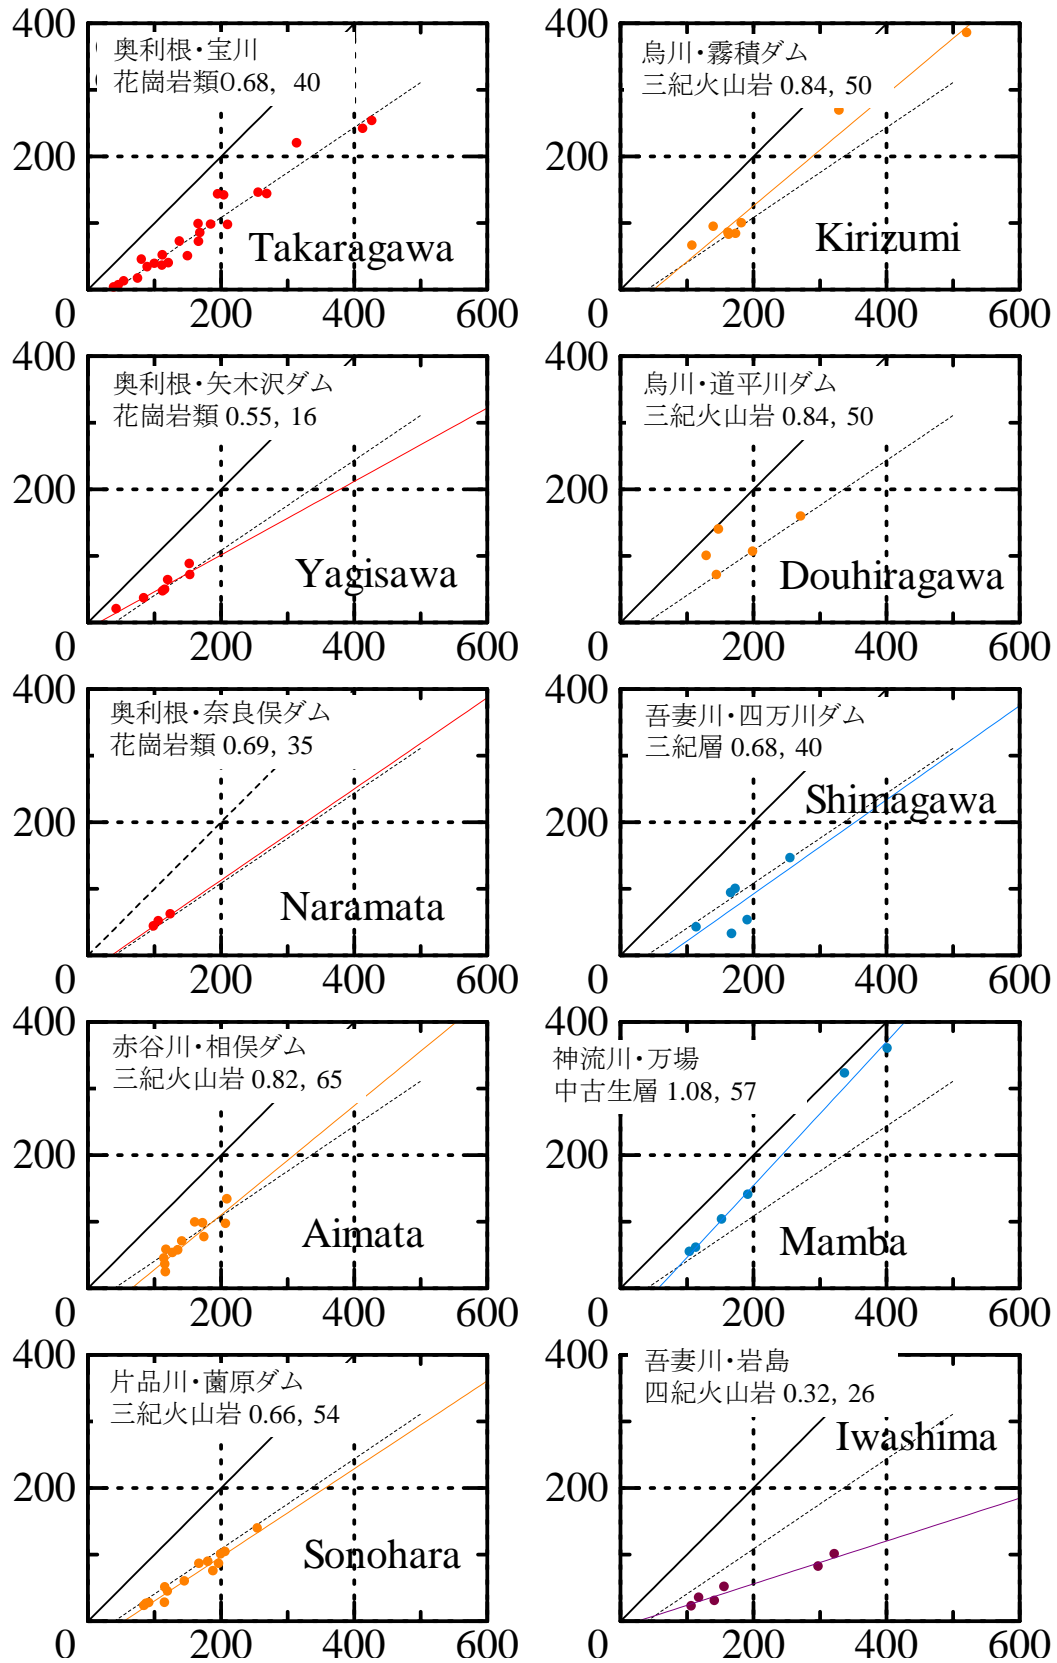 400
奥利根・宝川
花崗岩類0.68, 40
200
Takaragawa
0
200
400
600
400
烏川・霧積ダム
三紀火山岩 0.84, 50
200
Kirizumi
0
200
400
600
400
奥利根・矢木沢ダム
花崗岩類 0.55, 16
200
Yagisawa
0
200
400
600
400
烏川・道平川ダム
三紀火山岩 0.84, 50
200
Douhiragawa
0
200
400
600
400
奥利根・奈良俣ダム
花崗岩類 0.69, 35
200
Naramata
0
200
400
600
400
吾妻川・四万川ダム
三紀層 0.68, 40
Shimagawa
200
0
200
400
600
400
赤谷川・相俣ダム
三紀火山岩 0.82, 65
200
Aimata
0
200
400
600
400
神流川・万場
中古生層 1.08, 57
200
Mamba
0
200
400
600
400
片品川・薗原ダム
三紀火山岩 0.66, 54
200
Sonohara
0
200
400
600
400
吾妻川・岩島
四紀火山岩 0.32, 26
Iwashima
200
0
200
400
600